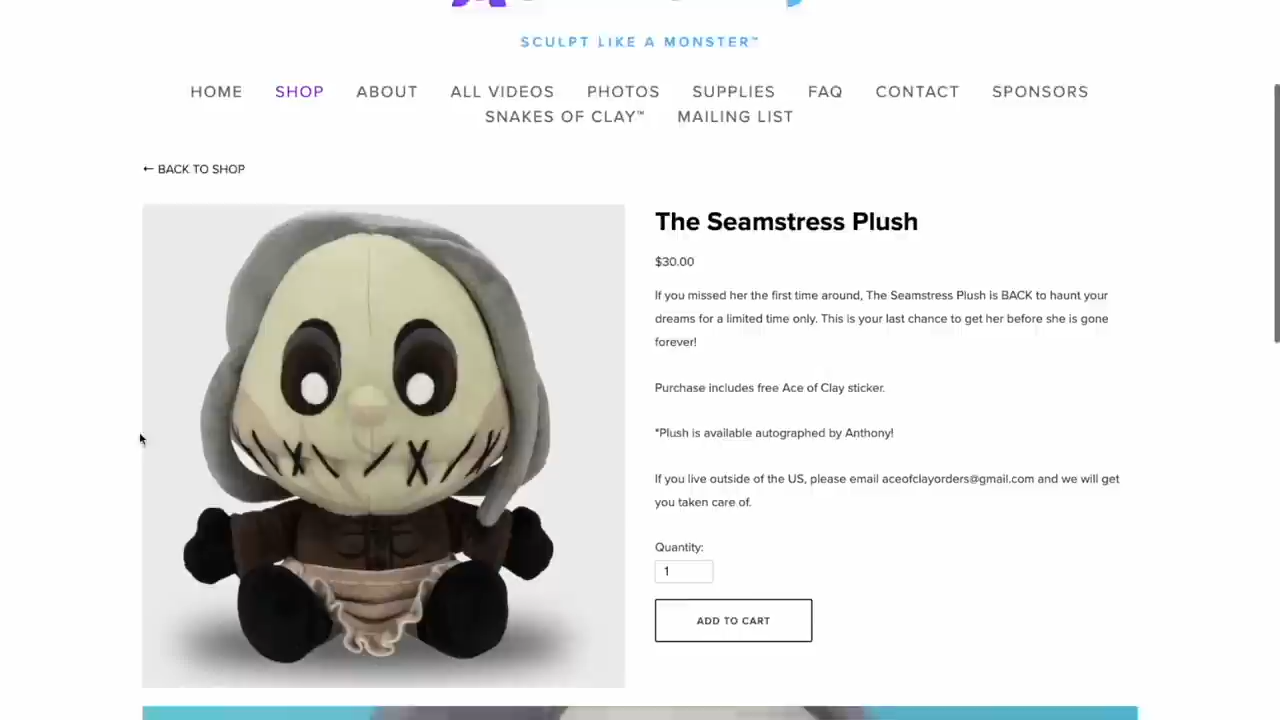 SCULPT LIKE A MONSTER™
HOME SHOP ABOUT ALL VIDEOS PHOTOS SUPPLIES FAQ CONTACT SPONSORS
SNAKES OF CLAY™ MAILING LIST
← BACK TO SHOP
The Seamstress Plush
$30.00
If you missed her the first time around, The Seamstress Plush is BACK to haunt your
dreams for a limited time only. This is your last chance to get her before she is gone
forever!
Purchase includes free Ace of Clay sticker.
*Plush is available autographed by Anthony!
If you live outside of the US, please email aceofclayorders@gmail.com and we will get
you taken care of.
Quantity:
1
ADD TO CART